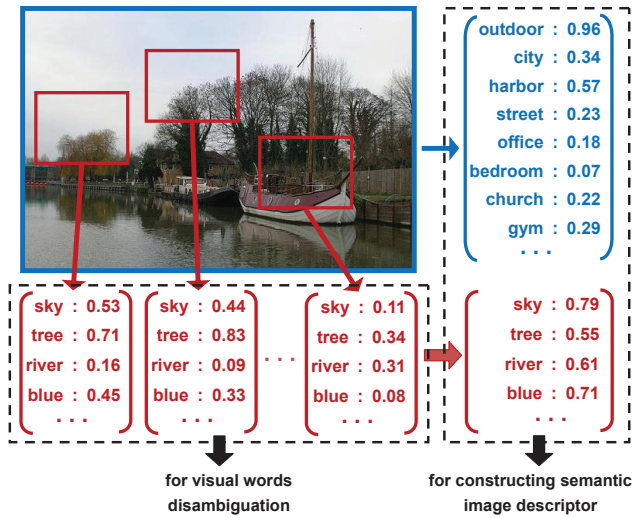 outdoor : 0.96
city : 0.34
harbor : 0.57
street : 0.23
office : 0.18
bedroom : 0.07
church : 0.22
gym : 0.29
. . .
sky : 0.53
tree : 0.71
river : 0.16
blue : 0.45
. . .
sky : 0.44
tree : 0.83
river : 0.09
blue : 0.33
. . .
. . .
sky : 0.11
tree : 0.34
river : 0.31
blue : 0.08
. . .
sky : 0.79
tree : 0.55
river : 0.61
blue : 0.71
. . .
for visual words
disambiguation
for constructing semantic
image descriptor